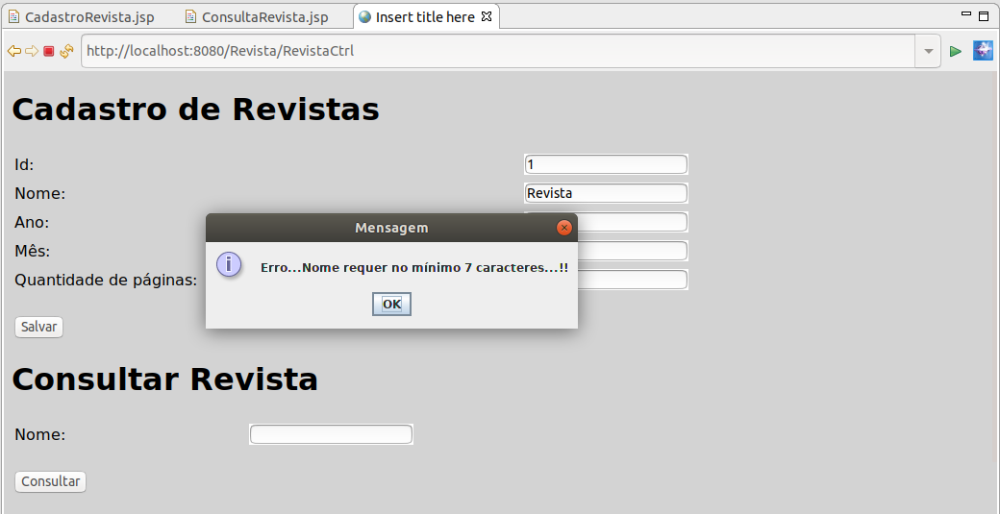 CadastroRevista.jsp ConsultaRevista.jsp Insert title here
http://localhost:8080/Revista/RevistaCtrl
Cadastro de Revistas
Id: 1
Nome: Revista
Ano:
Mensagem
Mês:
Erro...Nome requer no mínimo 7 caracteres...!!
Quantidade de páginas:
OK
Salvar
Consultar Revista
Nome:
Consultar